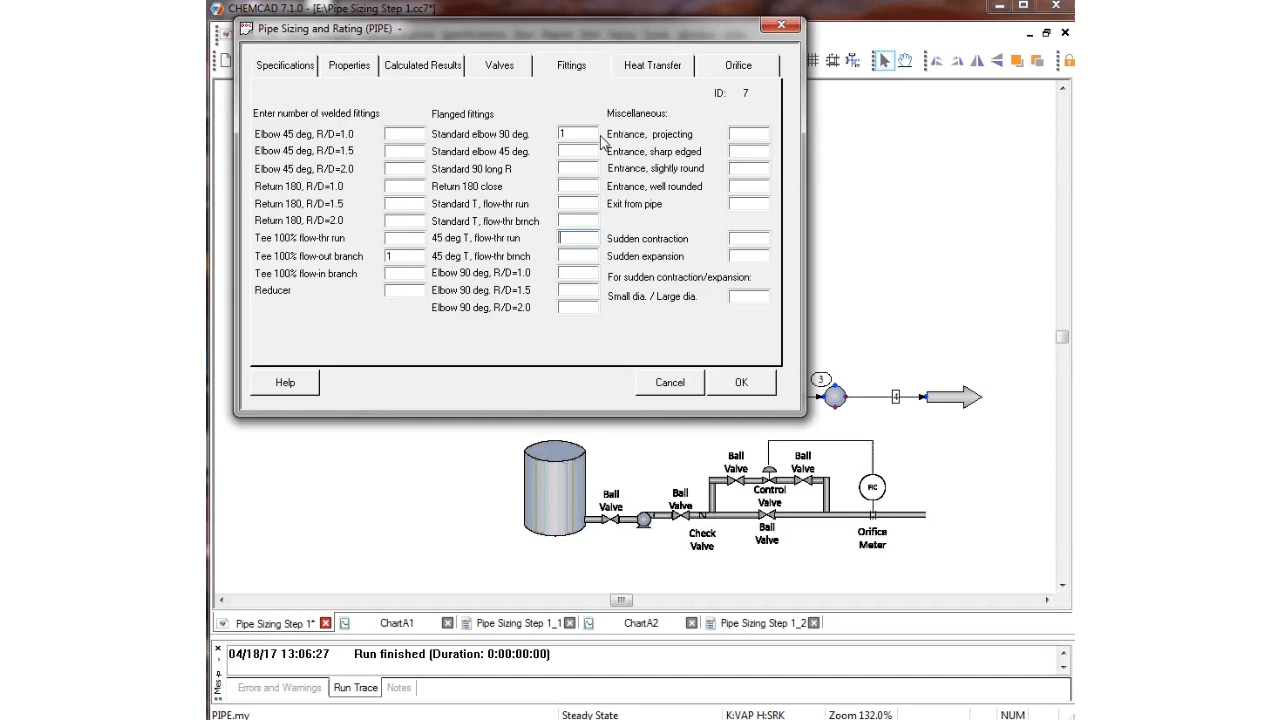 CHEMCAD 7.1.0 - [E:\Pipe Sizing Step 1.cc7*]
Pipe Sizing and Rating (PIPE) -
Specifications Properties Calculated Results Valves Fittings Heat Transfer Orifice
ID: 7
Enter number of welded fittings Flanged fittings Miscellaneous:
Elbow 45 deg, R/D=1.0 Standard elbow 90 deg. 1 Entrance, projecting
Elbow 45 deg, R/D=1.5 Standard elbow 45 deg. Entrance, sharp edged
Elbow 45 deg, R/D=2.0 Standard 90 long R Entrance, slightly round
Return 180, R/D=1.0 Return 180 close Entrance, well rounded
Return 180, R/D=1.5 Standard T, flow-thr run Exit from pipe
Return 180, R/D=2.0 Standard T, flow-thr brnch
Tee 100% flow-thr run 45 deg T, flow-thr run Sudden contraction
Tee 100% flow-out branch 1 45 deg T, flow-thr brnch Sudden expansion
Tee 100% flow-in branch Elbow 90 deg, R/D=1.0 For sudden contraction/expansion:
Reducer Elbow 90 deg, R/D=1.5 Small dia. / Large dia.
Elbow 90 deg, R/D=2.0
Help Cancel OK
3
4
Ball Valve
Ball Valve
Ball Valve
Ball Valve
Control Valve
FIC
Check Valve
Ball Valve
Orifice Meter
Pipe Sizing Step 1* ChartA1 Pipe Sizing Step 1_1 ChartA2 Pipe Sizing Step 1_2
04/18/17 13:06:27 Run finished (Duration: 0:00:00:00)
Mes
Errors and Warnings Run Trace Notes
PIPE.my Steady State K:VAP H:SRK Zoom 132.0% NUM